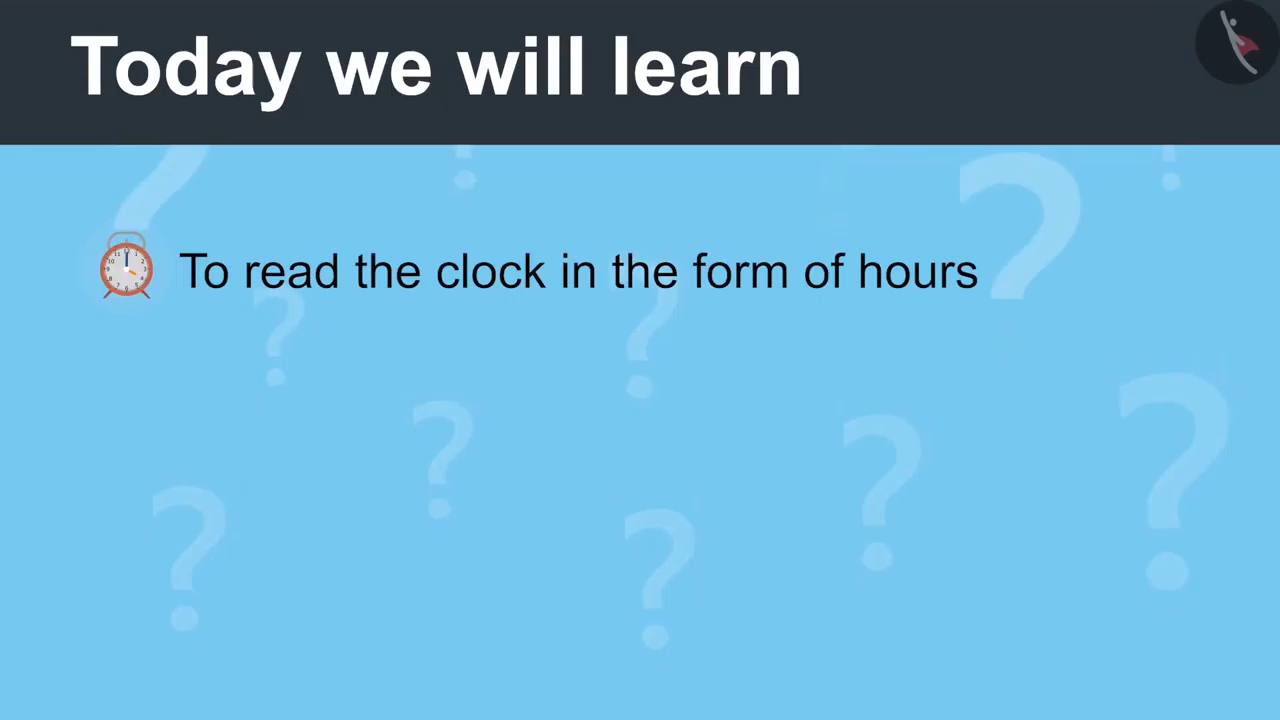 Today we will learn
To read the clock in the form of hours